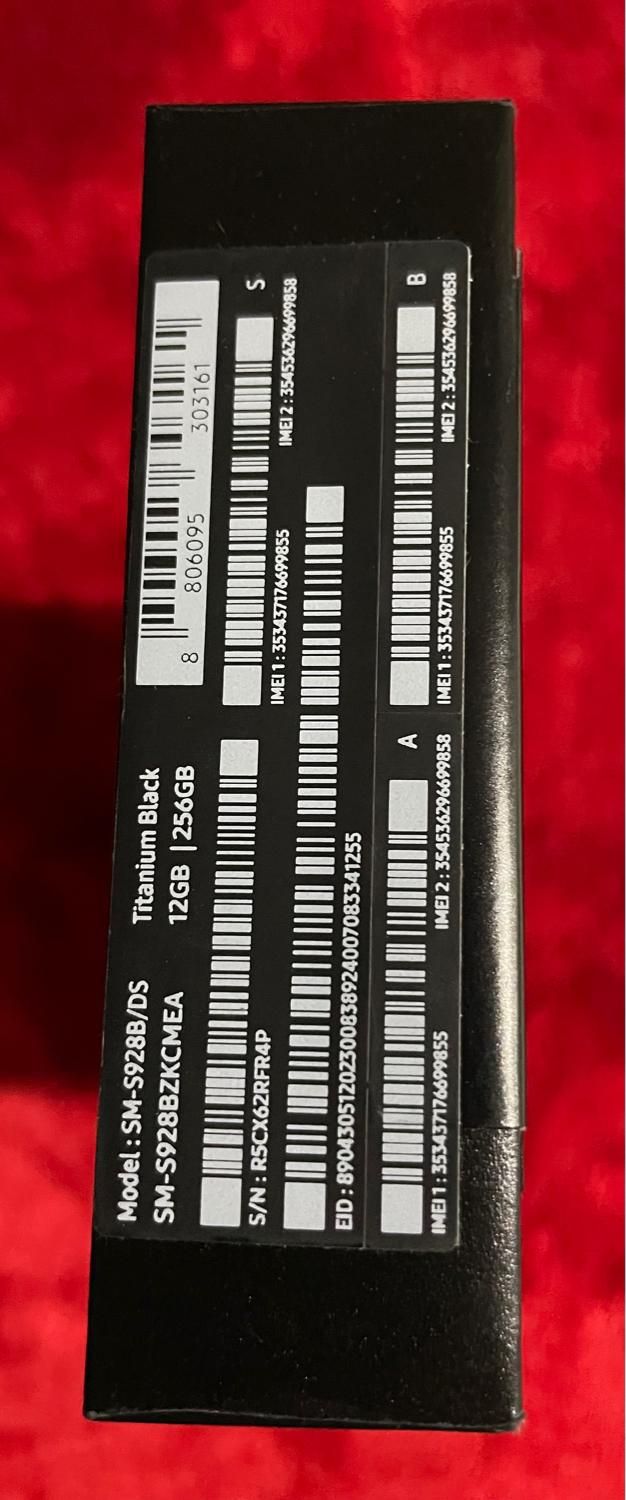 Model : SM-S928B/DS
Titanium Black
SM-S928BZKCMEA
12GB | 256GB
8 806095 303161
S/N : R5CX62RFR4P
IMEI 1 : 353437176699855
IMEI 2 : 354536296699858
S
EID : 89043051202300838924007083341255
A
IMEI 1 : 353437176699855
IMEI 2 : 354536296699858
B
IMEI 1 : 353437176699855
IMEI 2 : 354536296699858